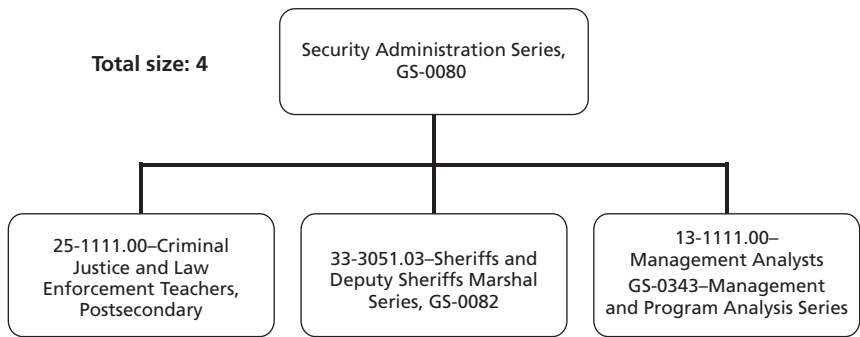 Total size: 4
Security Administration Series,
GS-0080
25-1111.00–Criminal
Justice and Law
Enforcement Teachers,
Postsecondary
33-3051.03–Sheriffs and
Deputy Sheriffs Marshal
Series, GS-0082
13-1111.00–
Management Analysts
GS-0343–Management
and Program Analysis Series